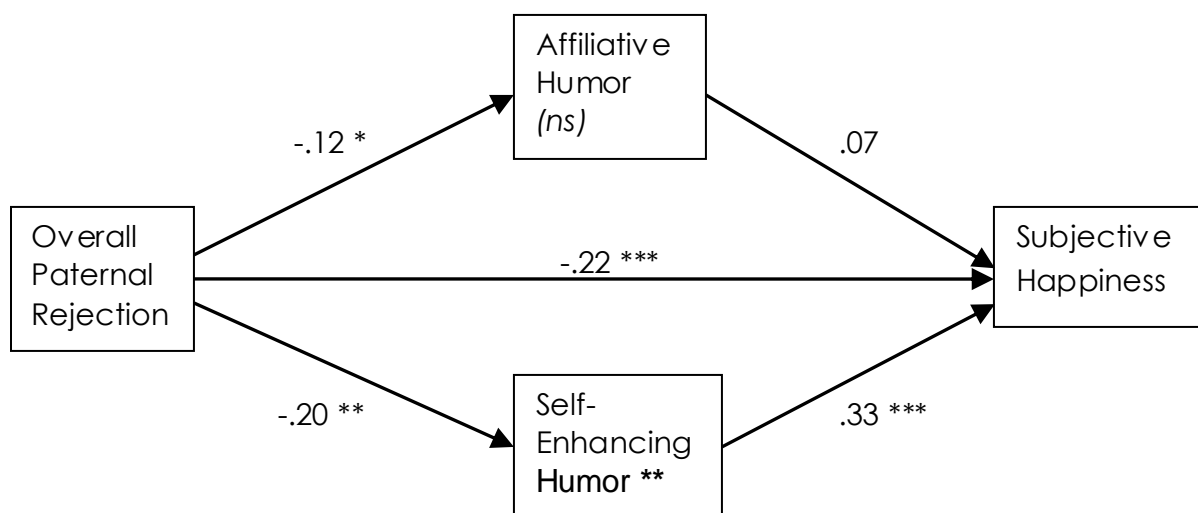 Affiliative
Humor
(ns)
-.12 *
.07
Overall
Paternal
Rejection
-.22 ***
Subjective
Happiness
-.20 **
Self-
Enhancing
Humor **
.33 ***